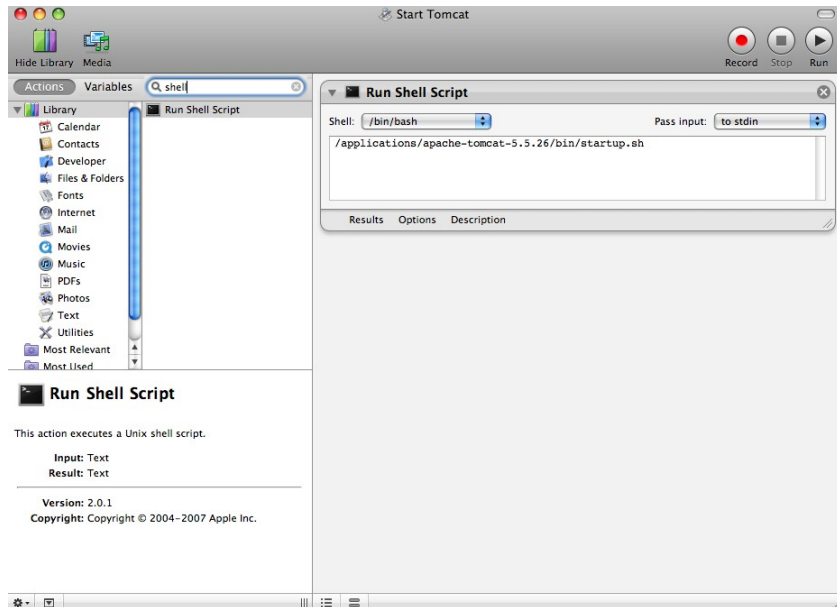 Start Tomcat
Hide Library Media
Record Stop Run
Actions Variables shell
Library
Calendar
Contacts
Developer
Files & Folders
Fonts
Internet
Mail
Movies
Music
PDFs
Photos
Text
Utilities
Most Relevant
Most Used
Run Shell Script
Run Shell Script
This action executes a Unix shell script.
Input: Text
Result: Text
Version: 2.0.1
Copyright: Copyright © 2004–2007 Apple Inc.
Run Shell Script
Shell: /bin/bash Pass input: to stdin
/applications/apache-tomcat-5.5.26/bin/startup.sh
Results Options Description